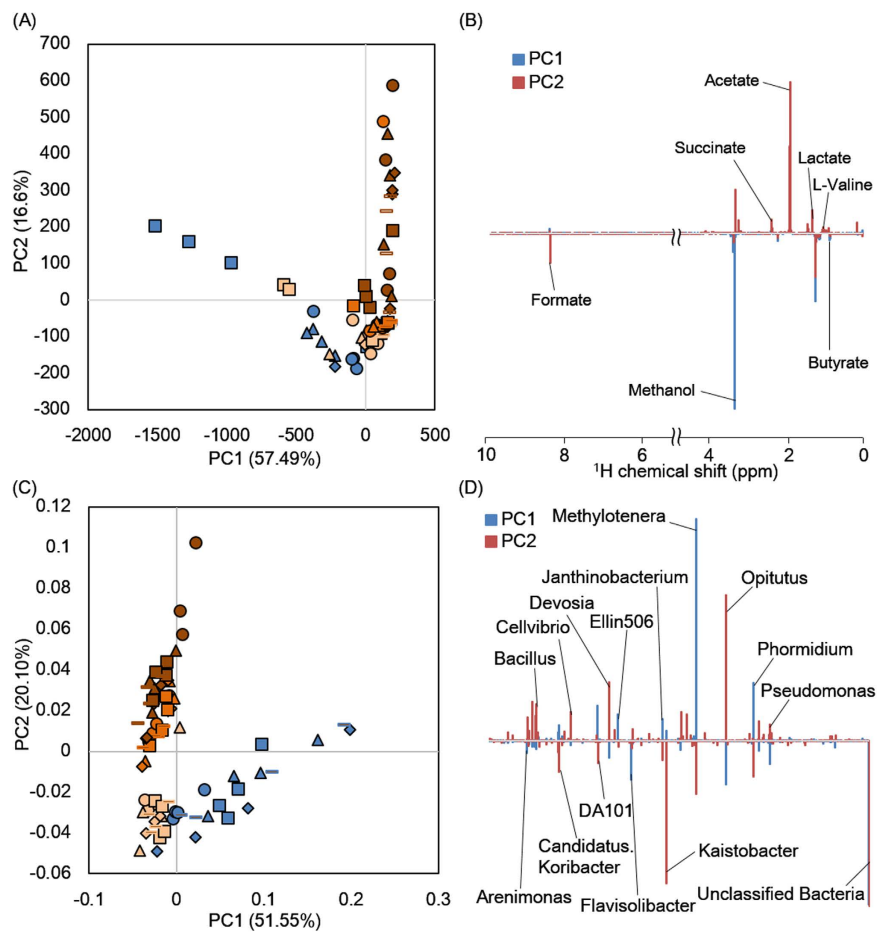 (A)
700
600
500
400
300
200
100
0
-100
-200
-300
PC2 (16.6%)
-2000
-1500
-1000
-500
0
500
PC1 (57.49%)
(B)
PC1
PC2
Acetate
Succinate
Lactate
L-Valine
Formate
Methanol
Butyrate
10
8
6
4
2
0
¹H chemical shift (ppm)
(C)
0.12
0.1
0.08
0.06
0.04
0.02
0
-0.02
-0.04
-0.06
PC2 (20.10%)
-0.1
0
0.1
0.2
0.3
PC1 (51.55%)
(D)
PC1
PC2
Methylotenera
Janthinobacterium
Opitutus
Devosia
Ellin506
Cellvibrio
Phormidium
Bacillus
Pseudomonas
DA101
Candidatus.
Koribacter
Kaistobacter
Arenimonas
Flavisolibacter
Unclassified Bacteria